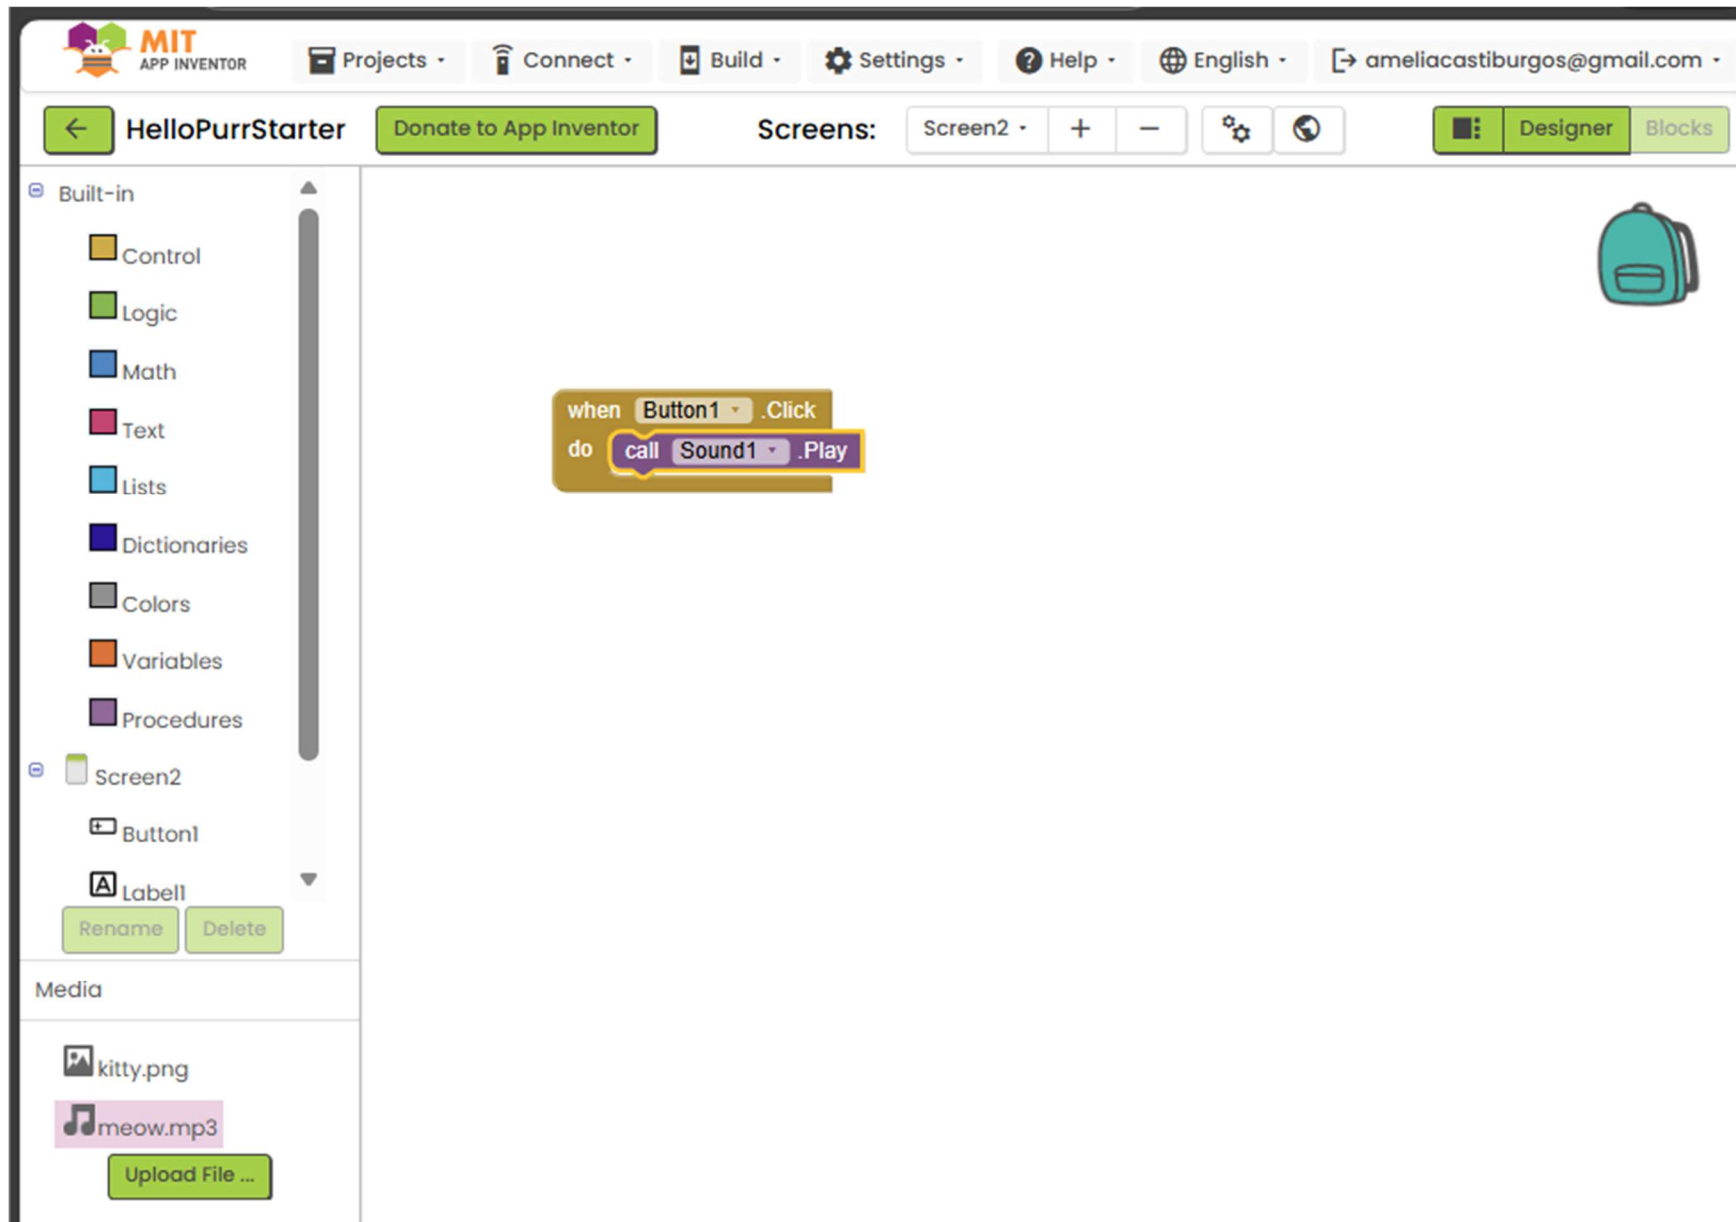 MIT
APP INVENTOR
Projects
Connect
Build
Settings
Help
English
ameliacastiburgos@gmail.com
HelloPurrStarter
Donate to App Inventor
Screens:
Screen2
Designer
Blocks
Built-in
Control
Logic
Math
Text
Lists
Dictionaries
Colors
Variables
Procedures
Screen2
Button1
Label1
Rename
Delete
when Button1 .Click
do call Sound1 .Play
Media
kitty.png
meow.mp3
Upload File ...